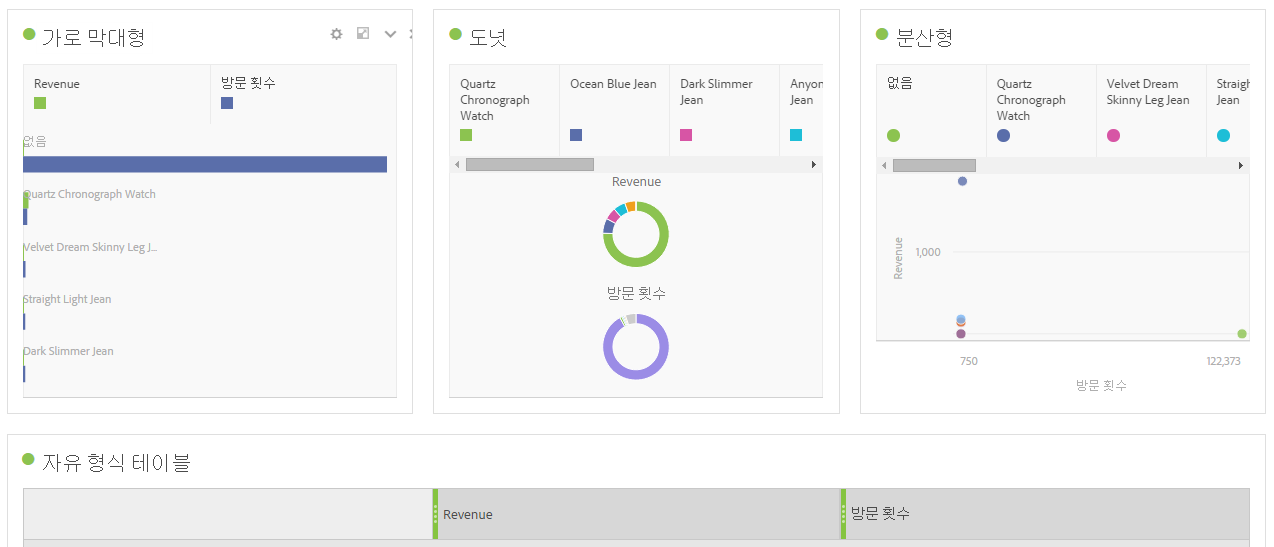 가로 막대형
Revenue
방문 횟수
없음
Quartz Chronograph Watch
Velvet Dream Skinny Leg J...
Straight Light Jean
Dark Slimmer Jean
도넛
Quartz
Chronograph
Watch
Ocean Blue Jean
Dark Slimmer
Jean
Anyon
Jean
Revenue
방문 횟수
분산형
없음
Quartz
Chronograph
Watch
Velvet Dream
Skinny Leg Jean
Straigh
Jean
Revenue
1,000
750
122,373
방문 횟수
자유 형식 테이블
Revenue
방문 횟수